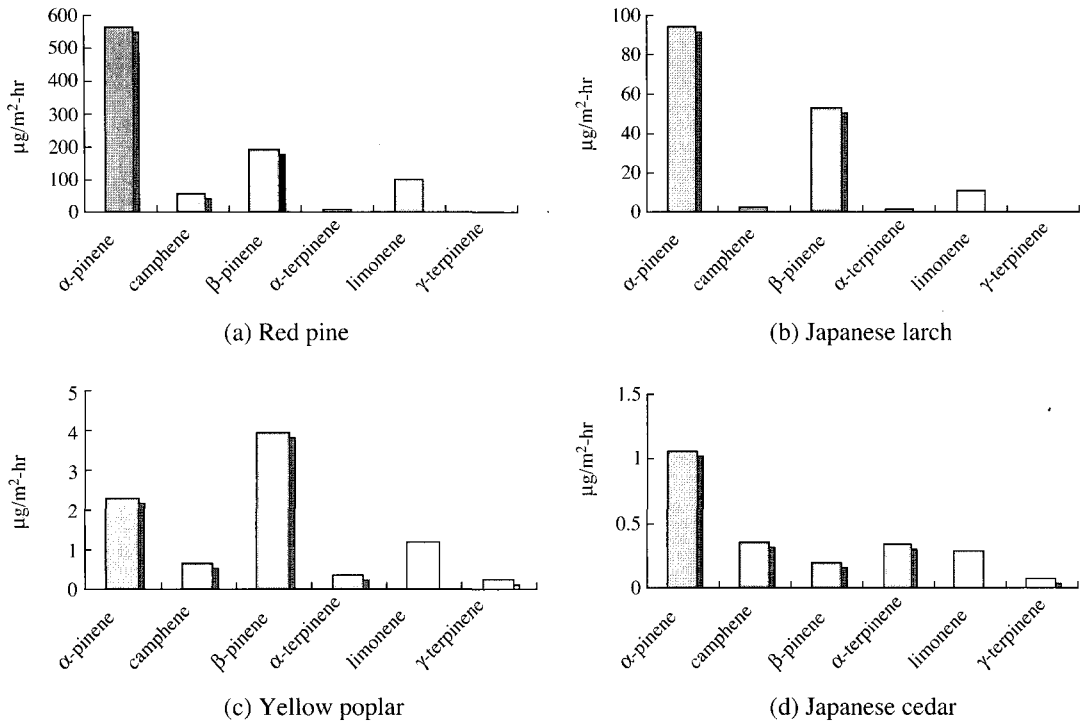 600
500
400
300
200
100
0
µg/m²-hr
α-pinene
camphene
β-pinene
α-terpinene
limonene
γ-terpinene
(a) Red pine
100
80
60
40
20
0
µg/m²-hr
α-pinene
camphene
β-pinene
α-terpinene
limonene
γ-terpinene
(b) Japanese larch
5
4
3
2
1
0
µg/m²-hr
α-pinene
camphene
β-pinene
α-terpinene
limonene
γ-terpinene
(c) Yellow poplar
1.5
1
0.5
0
µg/m²-hr
α-pinene
camphene
β-pinene
α-terpinene
limonene
γ-terpinene
(d) Japanese cedar